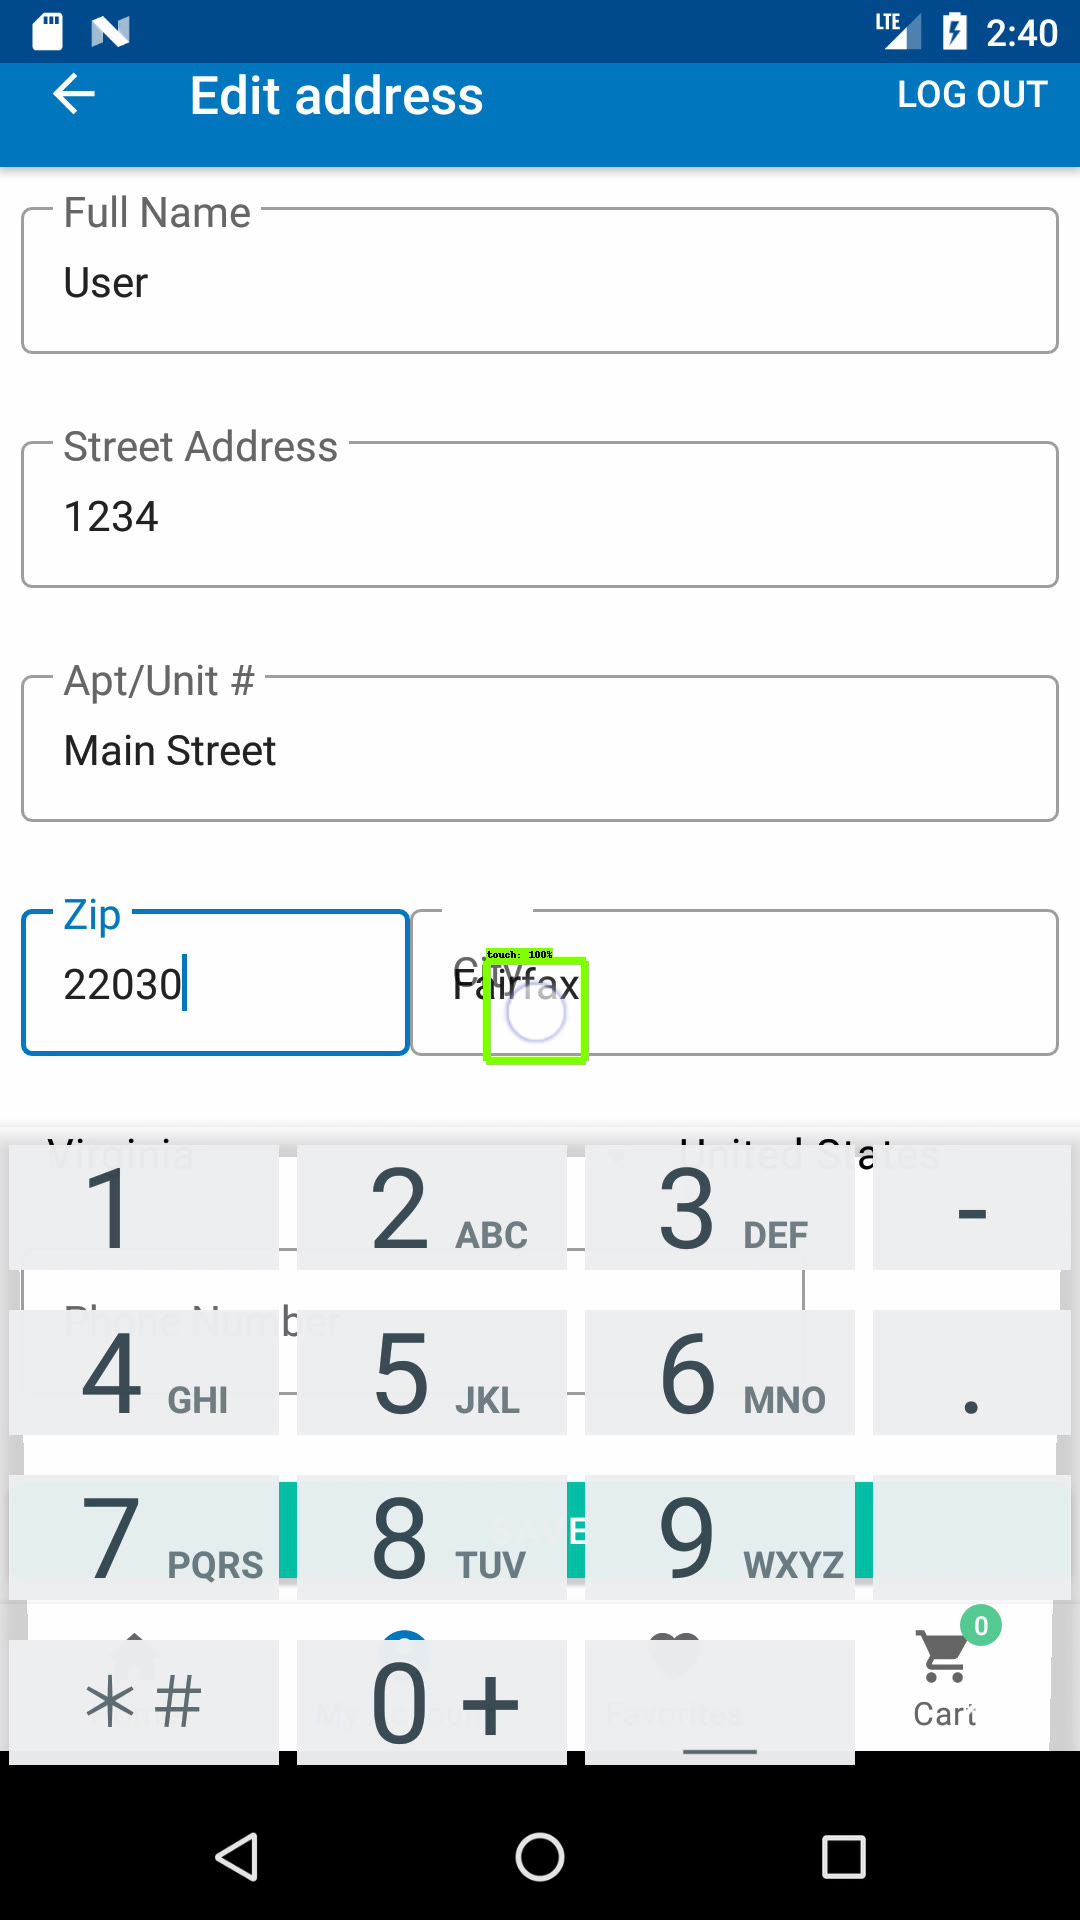 LTE 2:40
Edit address LOG OUT
Full Name
User
Street Address
1234
Apt/Unit #
Main Street
Zip
22030
touch: 100%
City
Fairfax
Virginia United States
1 2 ABC 3 DEF -
Phone Number
4 GHI 5 JKL 6 MNO .
SAVE
7 PQRS 8 TUV 9 WXYZ
0
* # 0 +
My Account Favorites Cart